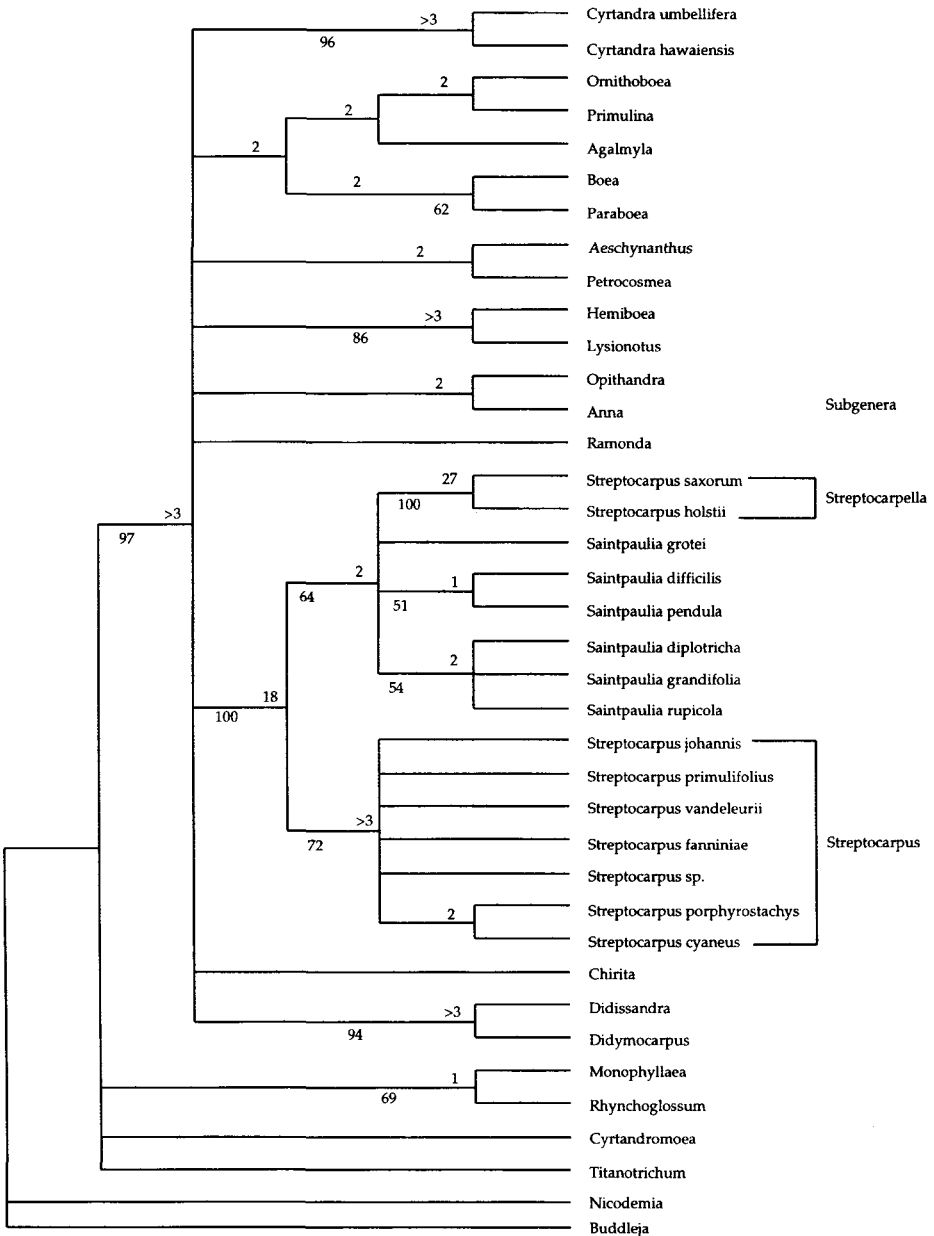 >3
Cyrtandra umbellifera
96
Cyrtandra hawaiensis
2
Ornithoboea
2
Primulina
2
Agalmyla
2
Boea
62
Paraboea
2
Aeschynanthus
Petrocosmea
>3
Hemiboea
86
Lysionotus
2
Opithandra
Anna
Subgenera
Ramonda
27
Streptocarpus saxorum
100
Streptocarpella
Streptocarpus holstii
>3
97
Saintpaulia grotei
2
64
1
Saintpaulia difficilis
51
Saintpaulia pendula
2
Saintpaulia diplotricha
54
Saintpaulia grandifolia
18
100
Saintpaulia rupicola
Streptocarpus johannis
Streptocarpus primulifolius
Streptocarpus vandeleurii
>3
72
Streptocarpus fanniniae
Streptocarpus
Streptocarpus sp.
2
Streptocarpus porphyrostachys
Streptocarpus cyaneus
Chirita
>3
Didissandra
94
Didymocarpus
1
Monophyllaea
69
Rhynchoglossum
Cyrtandromoea
Titanotrichum
Nicodemia
Buddleja